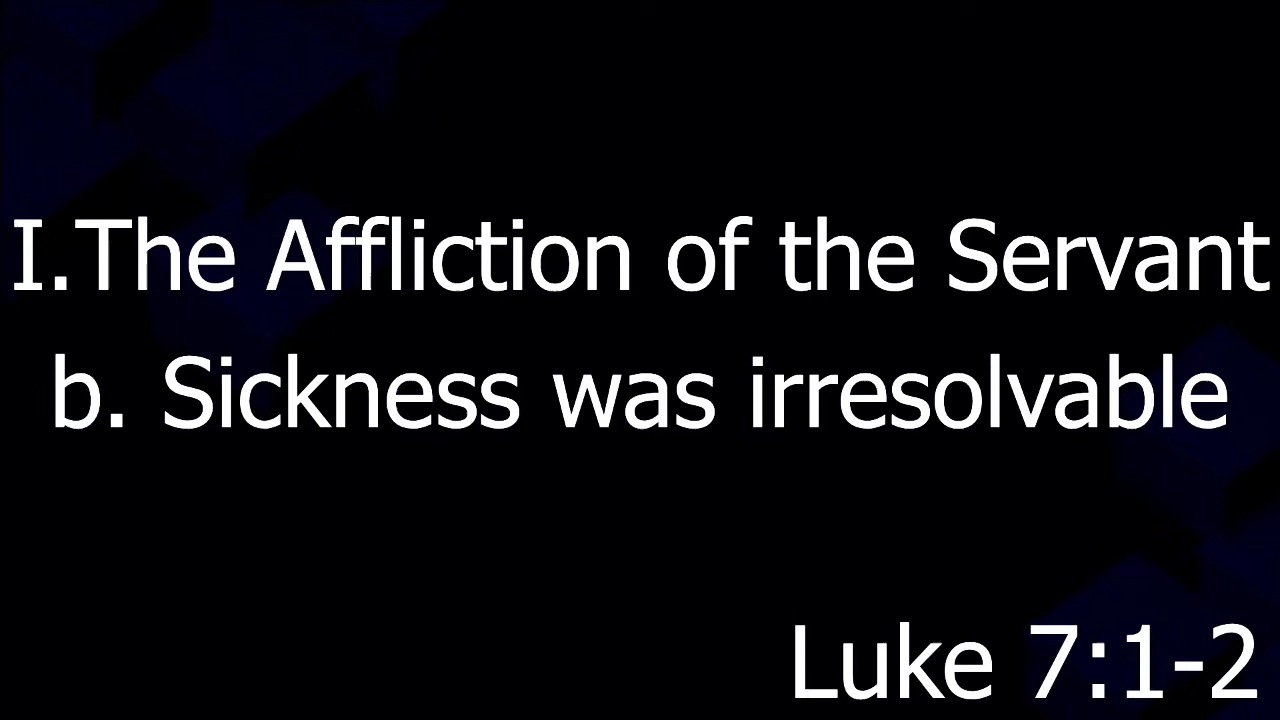 I.The Affliction of the Servant
b. Sickness was irresolvable
Luke 7:1-2